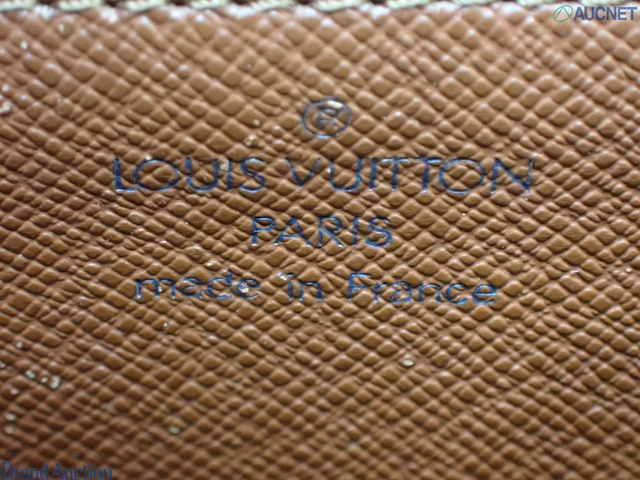 AUCNET
®
LOUIS VUITTON
PARIS
made in France
Brand Auction